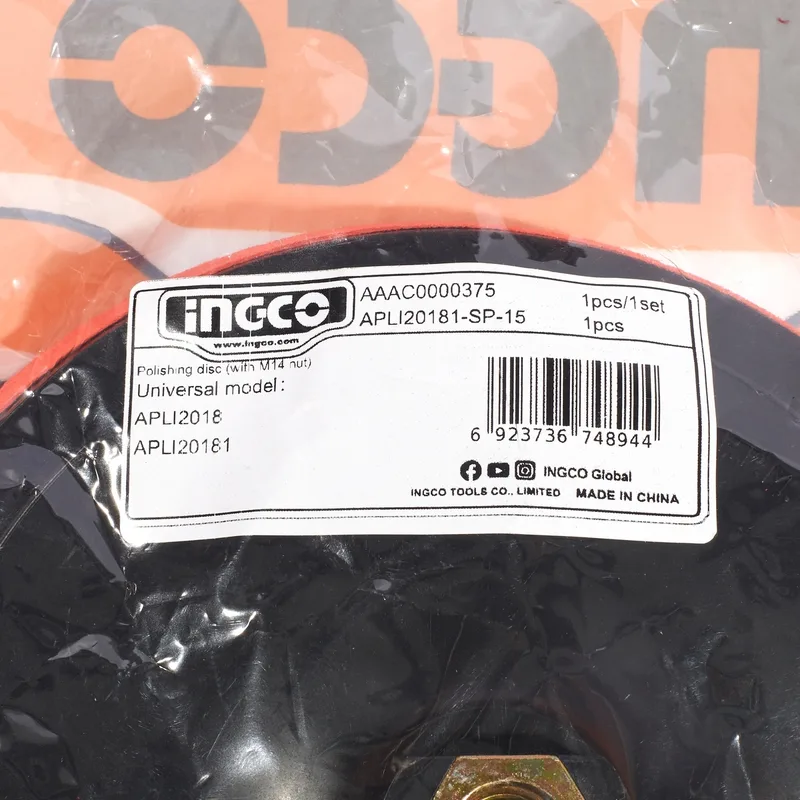 INGCO
INGCO
www.ingco.com
AAAC0000375
APLI20181-SP-15
1pcs/1set
1pcs
Polishing disc (with M14 nut)
Universal model:
APLI2018
APLI20181
6 923736 748944
INGCO Global
INGCO TOOLS CO., LIMITED MADE IN CHINA